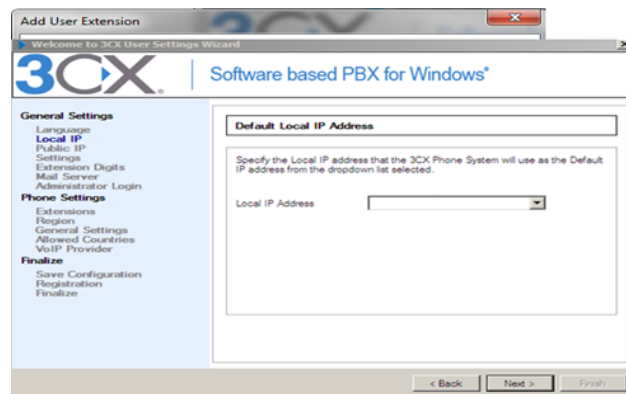 Add User Extension
Welcome to 3CX User Settings Wizard
3CX.
Software based PBX for Windows*
General Settings
Language
Local IP
Public IP
Settings
Extension Digits
Mail Server
Administrator Login
Phone Settings
Extensions
Region
General Settings
Allowed Countries
VoIP Provider
Finalize
Save Configuration
Registration
Finalize
Default Local IP Address
Specify the Local IP address that the 3CX Phone System will use as the Default
IP address from the dropdown list selected.
Local IP Address
< Back
Next >
Finish